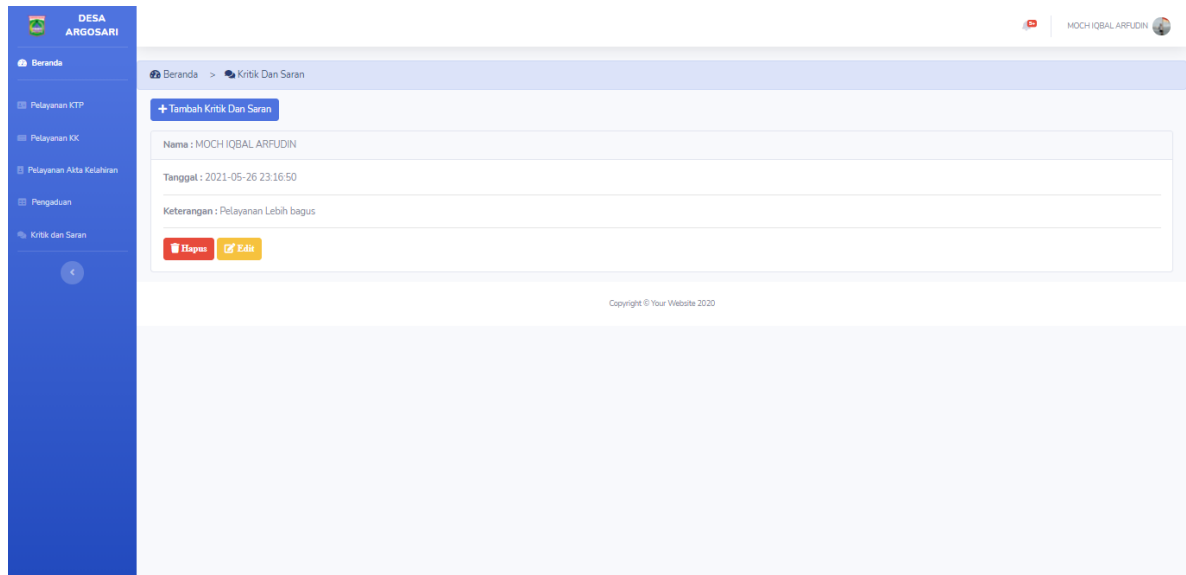 DESA
ARGOSARI
Beranda
Pelayanan KTP
Pelayanan KK
Pelayanan Akta Kelahiran
Pengaduan
Kritik dan Saran
MOCH IQBAL ARFUDIN
Beranda > Kritik Dan Saran
+ Tambah Kritik Dan Saran
Nama : MOCH IQBAL ARFUDIN
Tanggal : 2021-05-26 23:16:50
Keterangan : Pelayanan Lebih bagus
Hapus Edit
Copyright © Your Website 2020